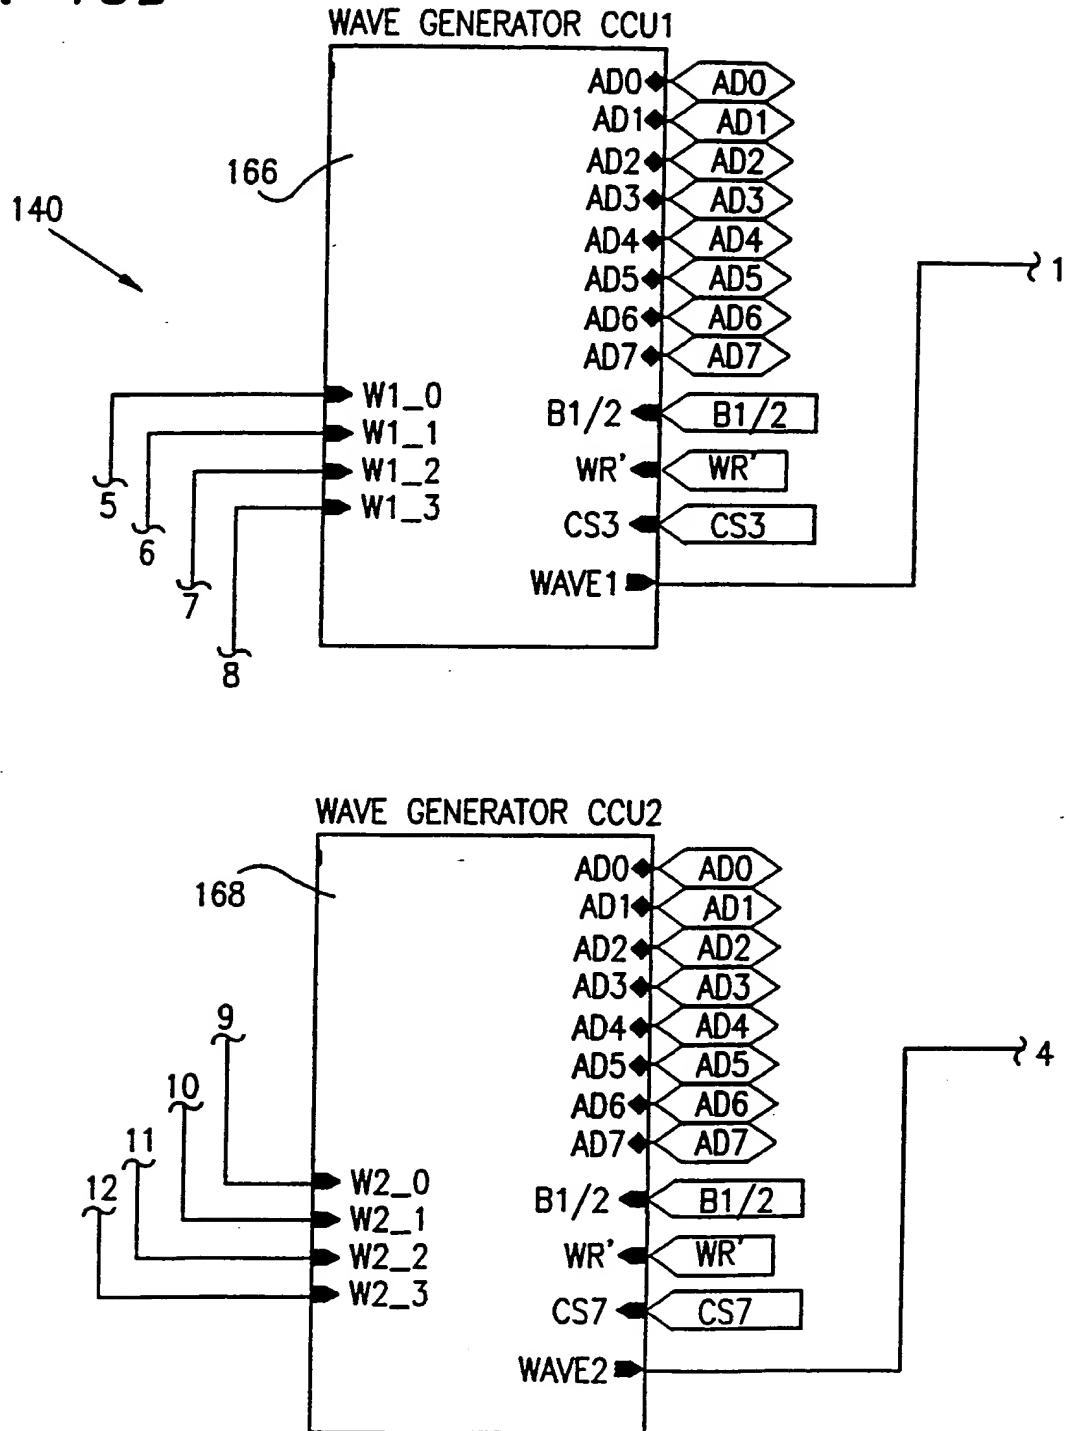 WAVE GENERATOR CCU1
AD0 AD0
AD1 AD1
166 AD2 AD2
140 AD3 AD3
AD4 AD4
AD5 AD5 1
AD6 AD6
AD7 AD7
W1_0 B1/2 B1/2
W1_1
W1_2 WR' WR'
5 W1_3 CS3 CS3
6
7 WAVE1
8
WAVE GENERATOR CCU2
AD0 AD0
168 AD1 AD1
AD2 AD2
AD3 AD3
9 AD4 AD4
AD5 AD5 4
10 AD6 AD6
11 AD7 AD7
12 W2_0 B1/2 B1/2
W2_1
W2_2 WR' WR'
W2_3 CS7 CS7
WAVE2